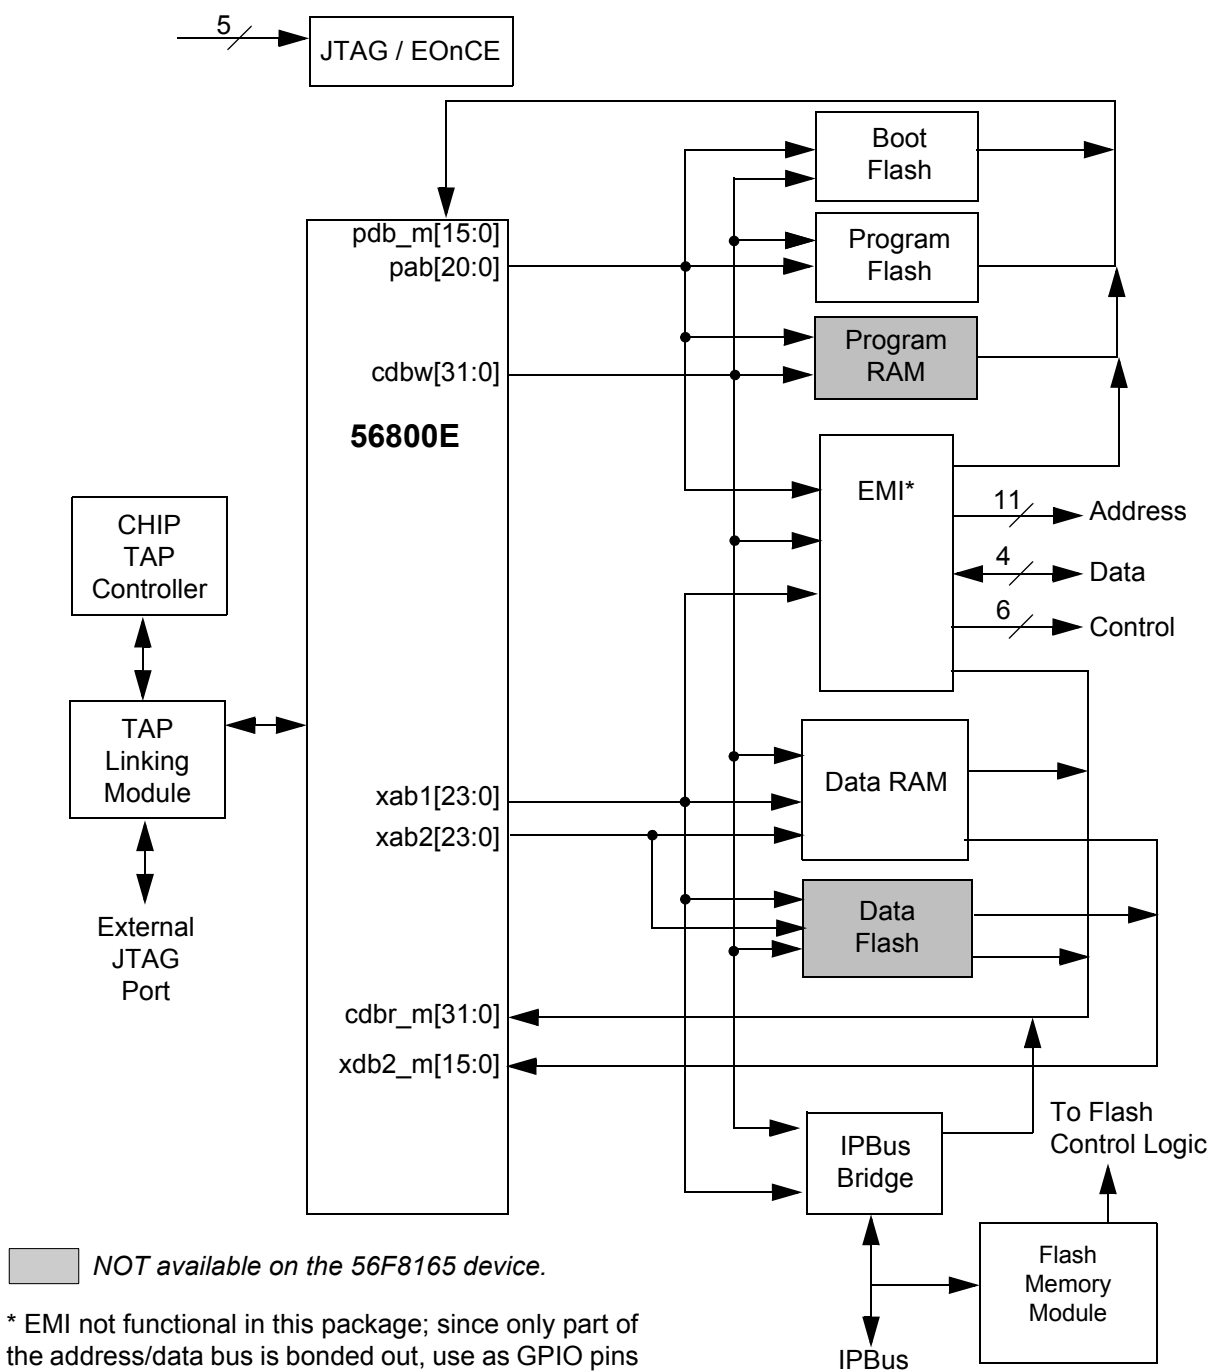 5
JTAG / EOnCE
Boot
Flash
pdb_m[15:0]
pab[20:0]
Program
Flash
cdbw[31:0]
Program
RAM
56800E
EMI*
11
Address
4
Data
6
Control
CHIP
TAP
Controller
TAP
Linking
Module
External
JTAG
Port
xab1[23:0]
xab2[23:0]
Data RAM
Data
Flash
cdbr_m[31:0]
xdb2_m[15:0]
To Flash
Control Logic
IPBus
Bridge
Flash
Memory
Module
IPBus
NOT available on the 56F8165 device.
* EMI not functional in this package; since only part of
the address/data bus is bonded out, use as GPIO pins